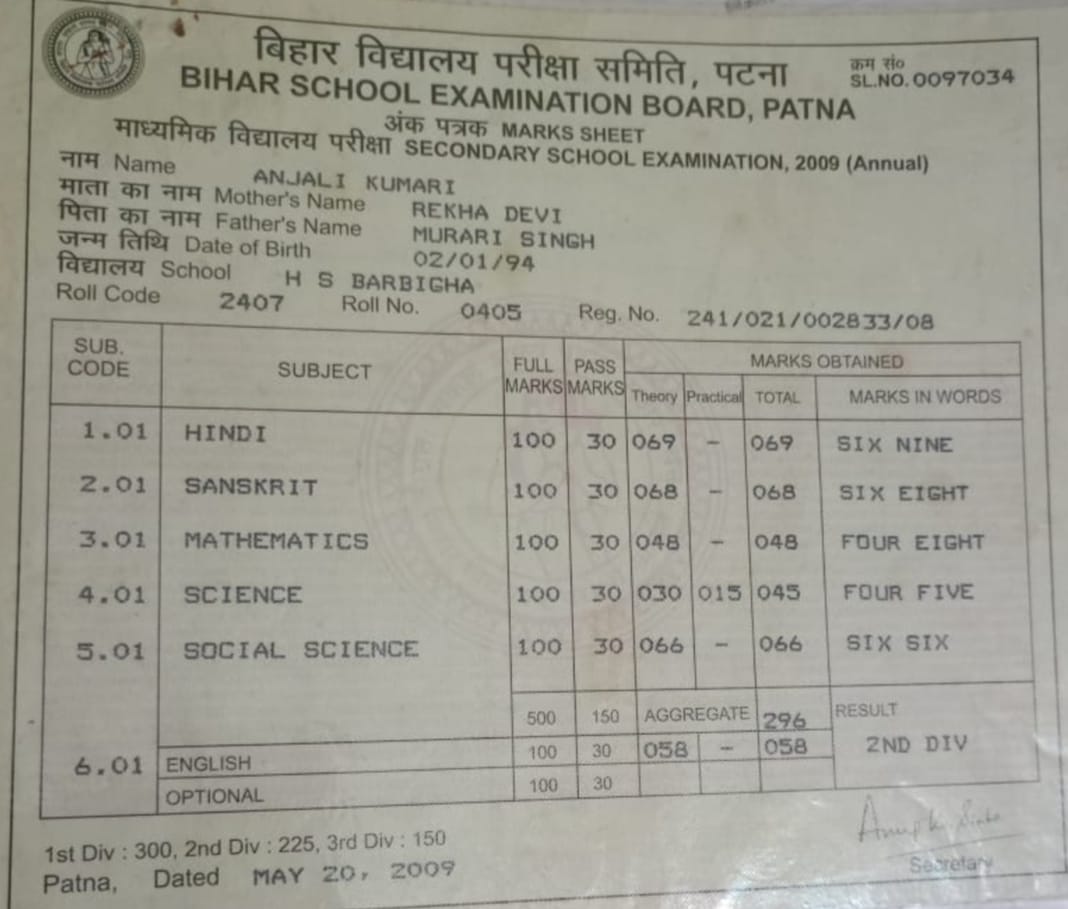 बिहार विद्यालय परीक्षा समिति, पटना
क्रम सं०
BIHAR SCHOOL EXAMINATION BOARD, PATNA
SL.NO. 0097034
अंक पत्रक MARKS SHEET
माध्यमिक विद्यालय परीक्षा SECONDARY SCHOOL EXAMINATION, 2009 (Annual)
नाम Name ANJALI KUMARI
माता का नाम Mother's Name REKHA DEVI
पिता का नाम Father's Name MURARI SINGH
जन्म तिथि Date of Birth 02/01/94
विद्यालय School H S BARBIGHA
Roll Code 2407 Roll No. 0405 Reg. No. 241/021/002833/08
SUB. CODE SUBJECT FULL MARKS PASS MARKS MARKS OBTAINED
Theory Practical TOTAL MARKS IN WORDS
1.01 HINDI 100 30 069 - 069 SIX NINE
2.01 SANSKRIT 100 30 068 - 068 SIX EIGHT
3.01 MATHEMATICS 100 30 048 - 048 FOUR EIGHT
4.01 SCIENCE 100 30 030 015 045 FOUR FIVE
5.01 SOCIAL SCIENCE 100 30 066 - 066 SIX SIX
500 150 AGGREGATE 296 RESULT
6.01 ENGLISH 100 30 058 - 058 2ND DIV
OPTIONAL 100 30
1st Div : 300, 2nd Div : 225, 3rd Div : 150
Patna, Dated MAY 20, 2009
Secretary